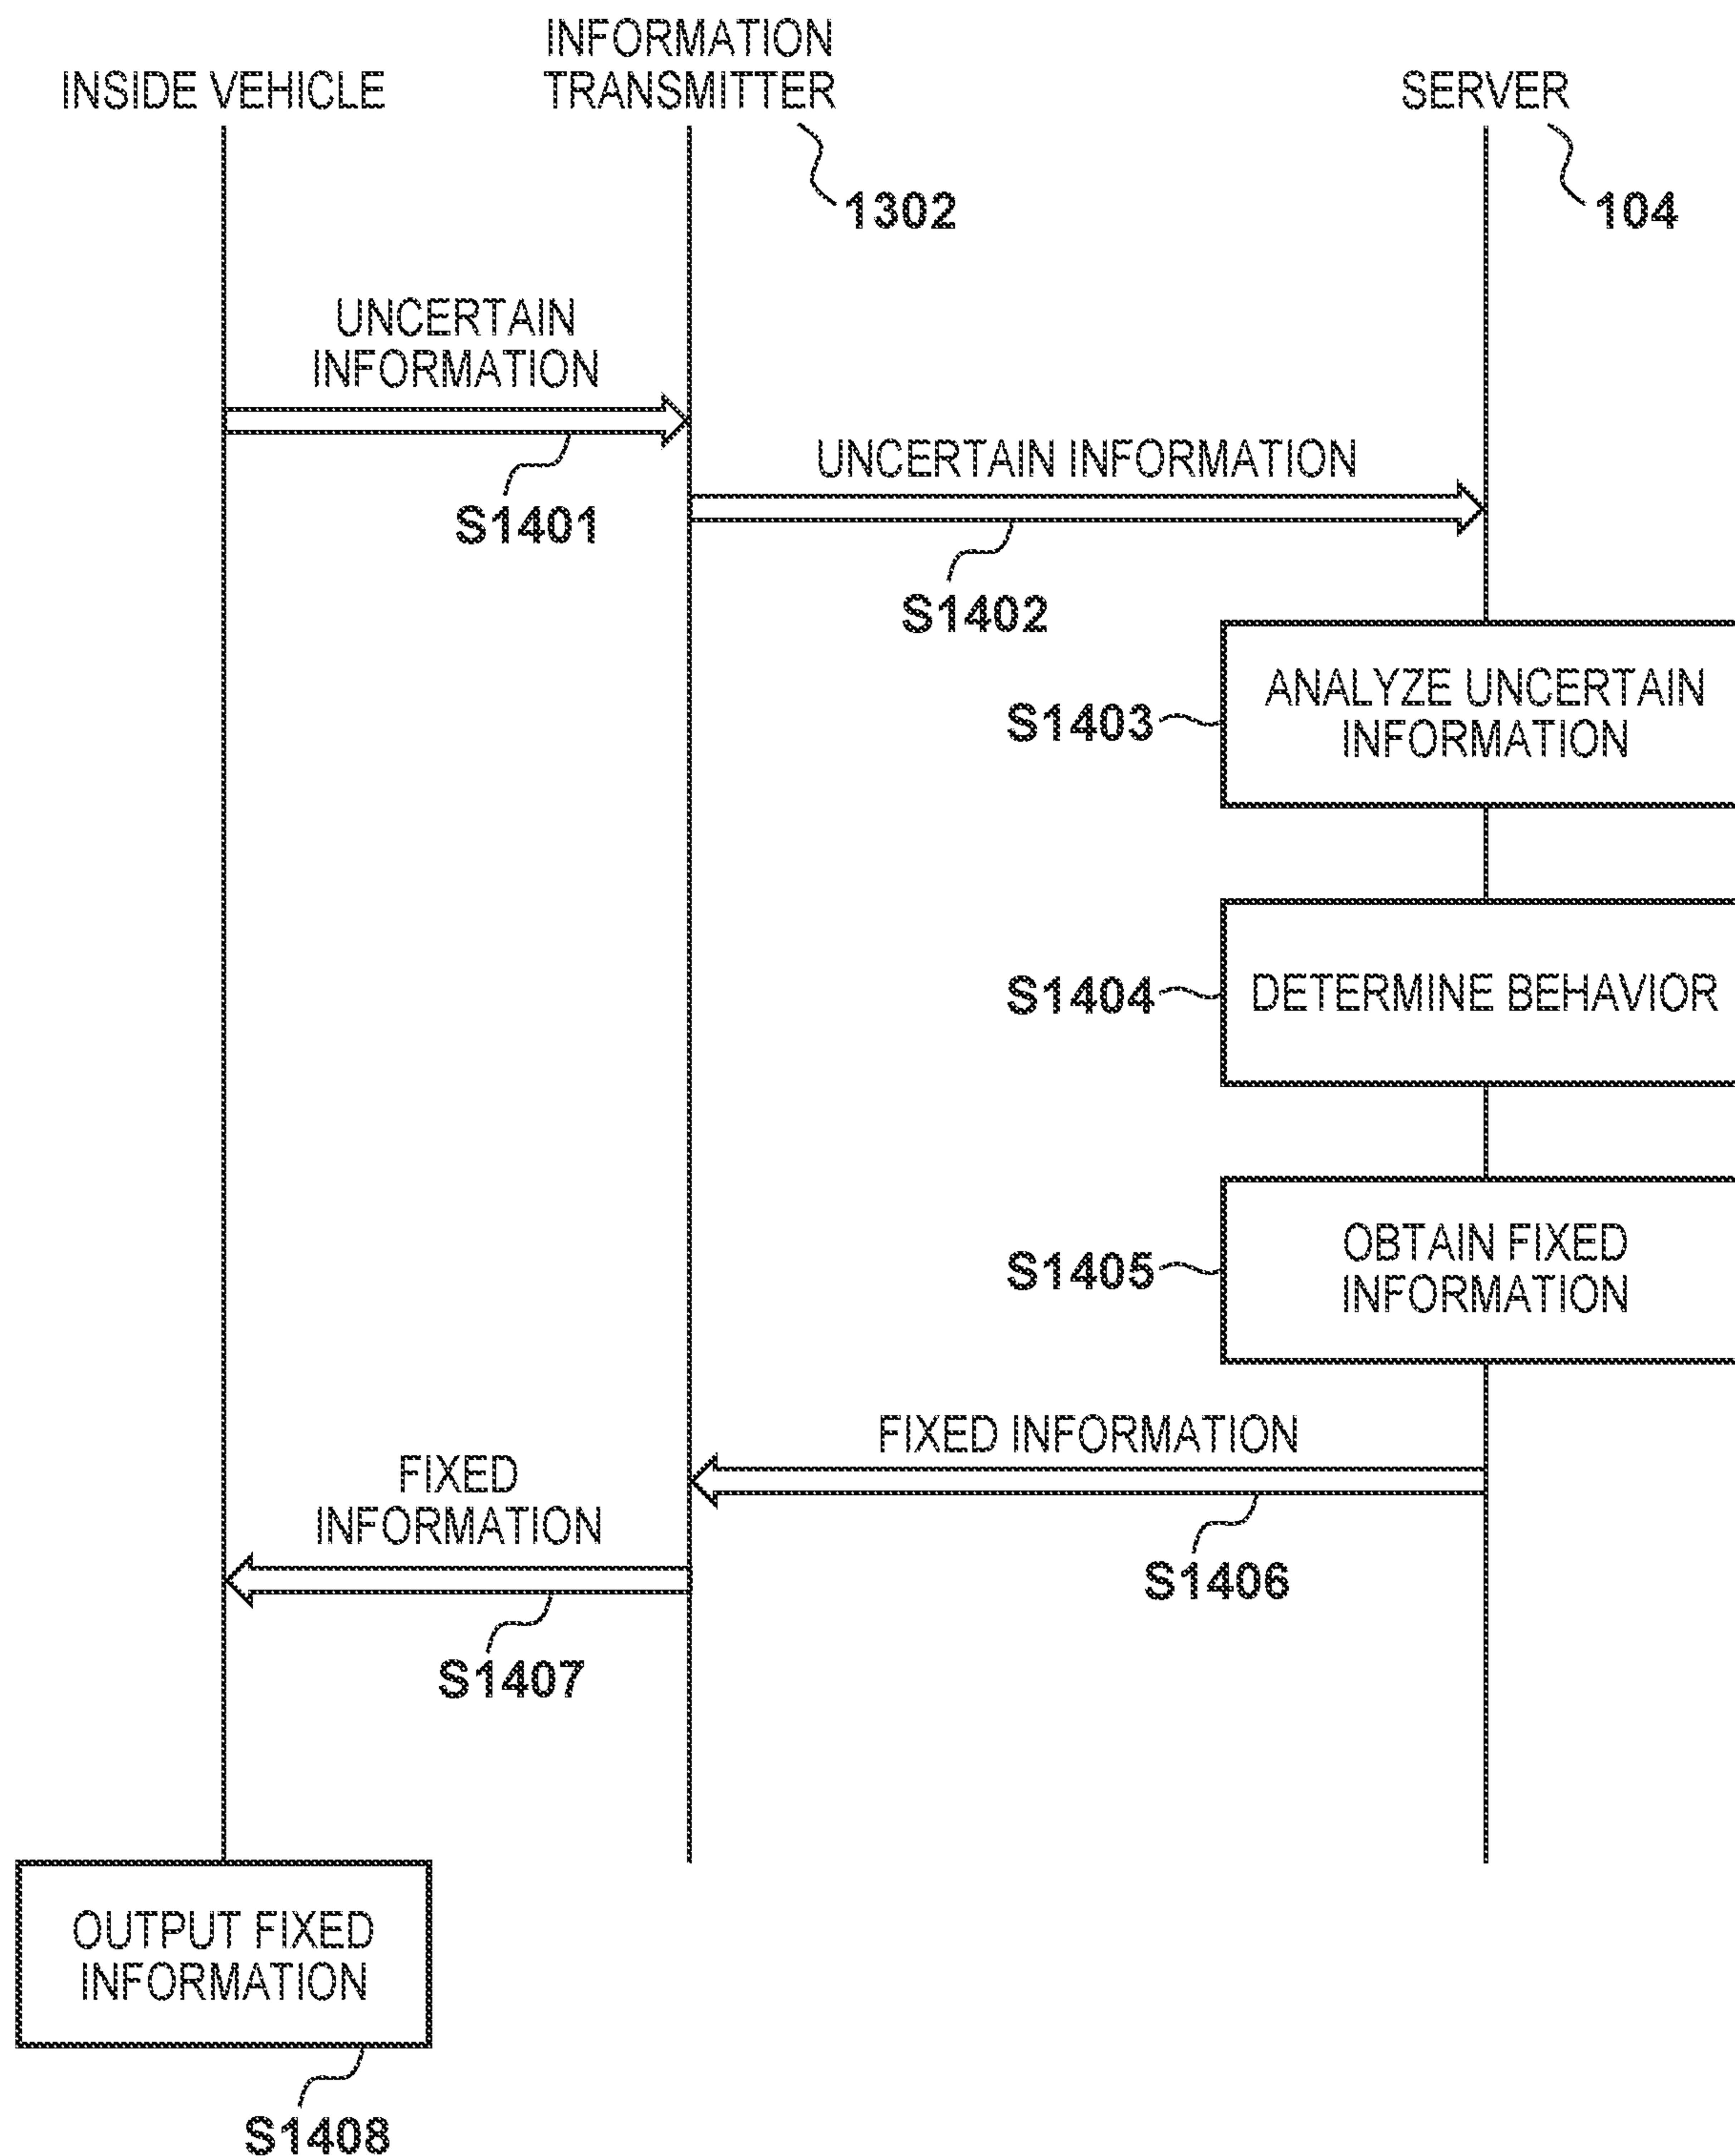 INSIDE VEHICLE
INFORMATION
TRANSMITTER
1302
SERVER
104
UNCERTAIN
INFORMATION
S1401
UNCERTAIN INFORMATION
S1402
S1403
ANALYZE UNCERTAIN
INFORMATION
S1404
DETERMINE BEHAVIOR
S1405
OBTAIN FIXED
INFORMATION
FIXED INFORMATION
S1406
FIXED
INFORMATION
S1407
OUTPUT FIXED
INFORMATION
S1408